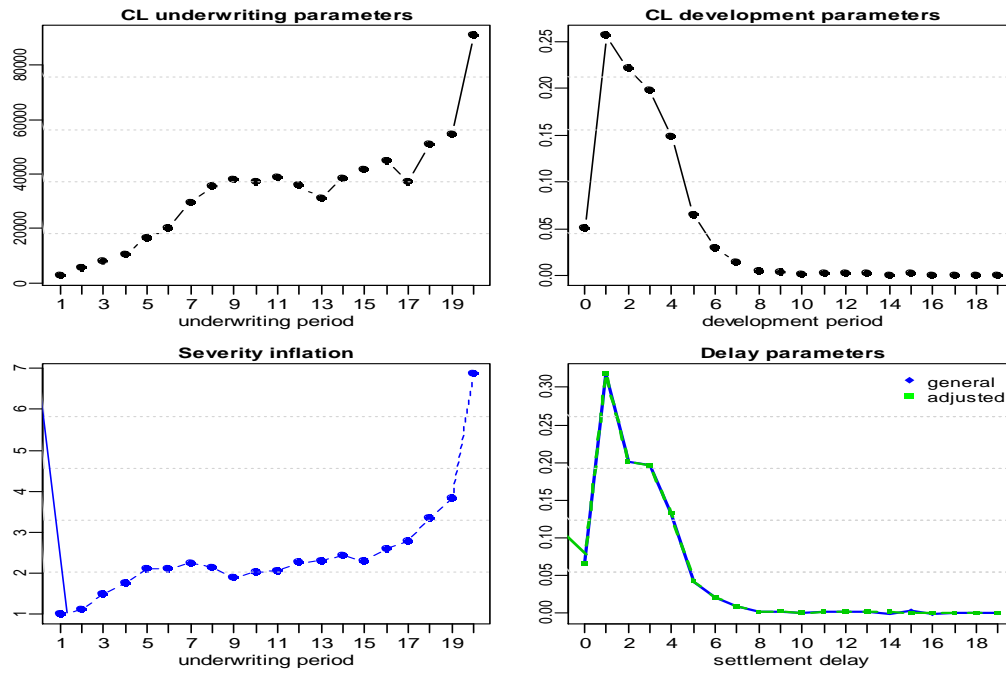 CL underwriting parameters
80000
60000
40000
20000
0
1 3 5 7 9 11 13 15 17 19
underwriting period
CL development parameters
0.25
0.20
0.15
0.10
0.05
0.00
0 2 4 6 8 10 12 14 16 18
development period
Severity inflation
7
6
5
4
3
2
1
1 3 5 7 9 11 13 15 17 19
underwriting period
Delay parameters
general
adjusted
0.30
0.20
0.15
0.10
0.05
0.00
0 2 4 6 8 10 12 14 16 18
settlement delay